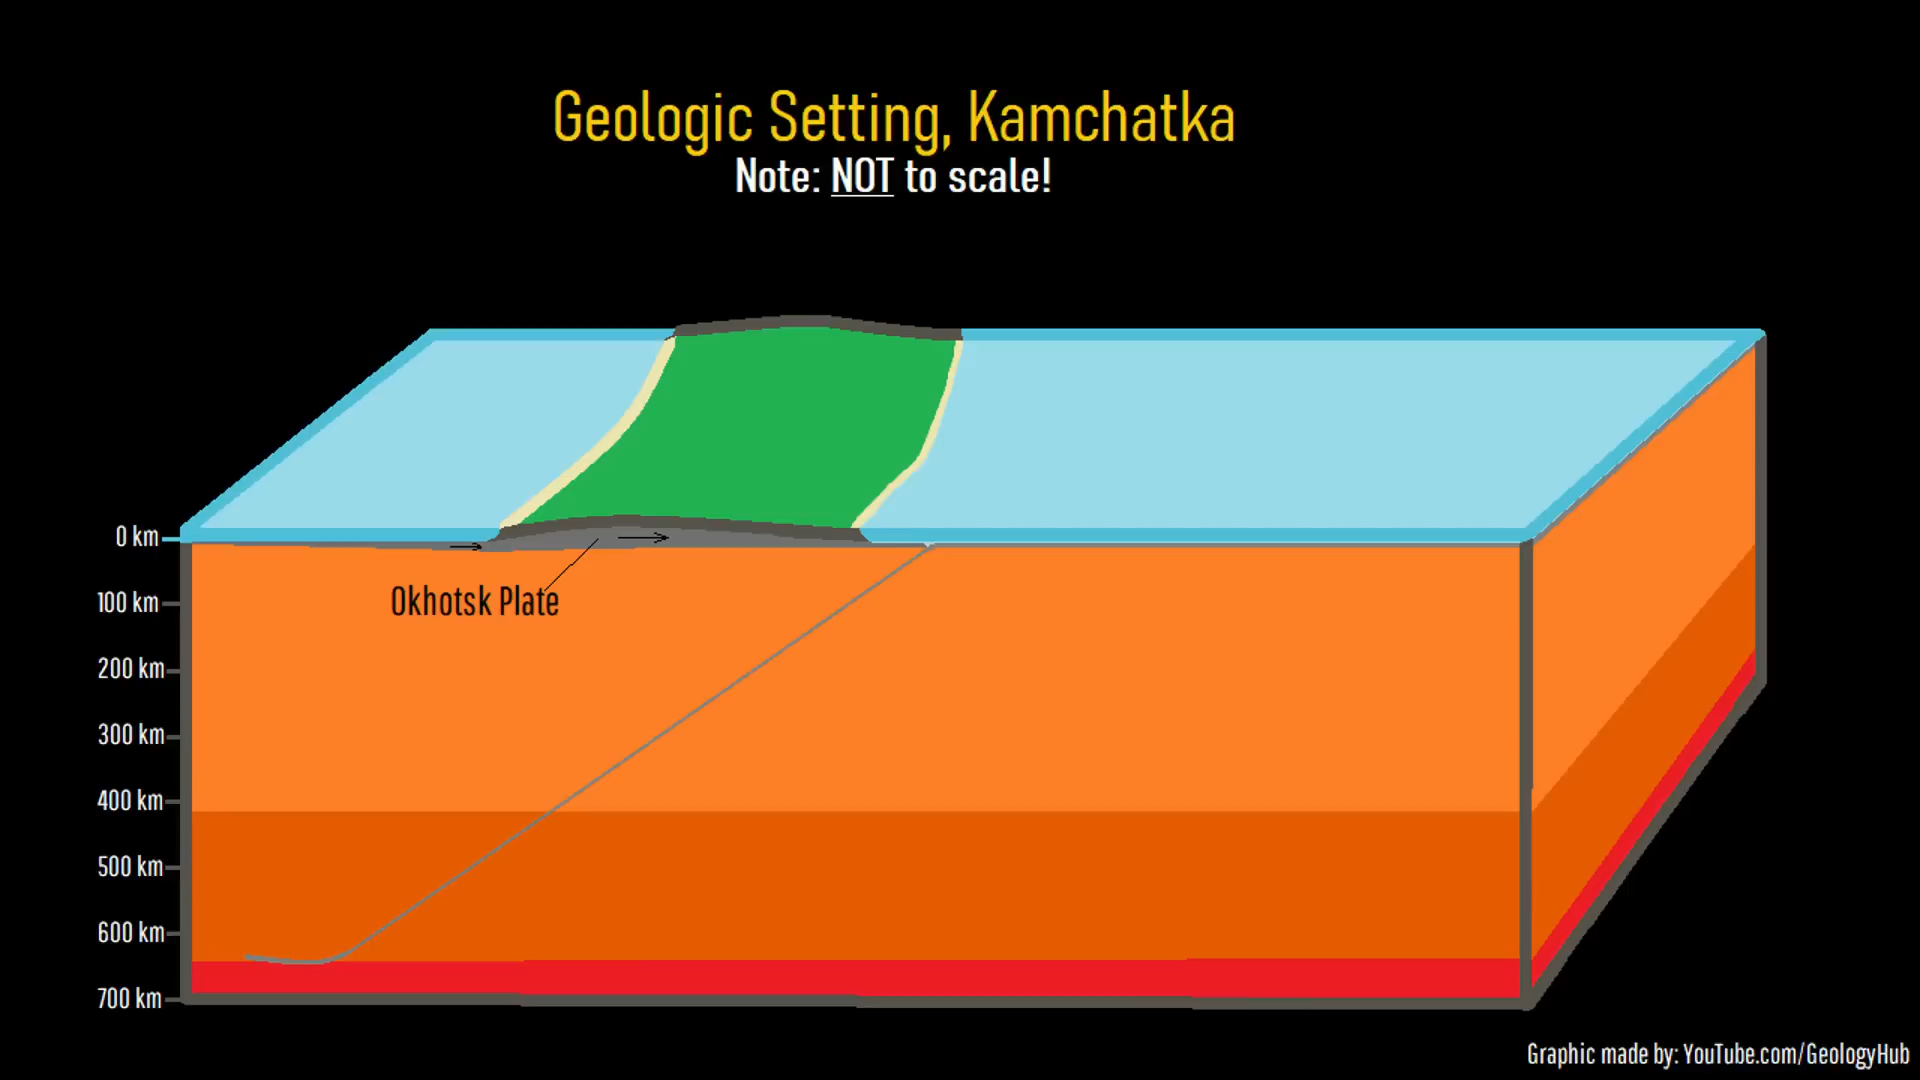 Geologic Setting, Kamchatka
Note: NOT to scale!
0 km
Okhotsk Plate
100 km
200 km
300 km
400 km
500 km
600 km
700 km
Graphic made by: YouTube.com/GeologyHub